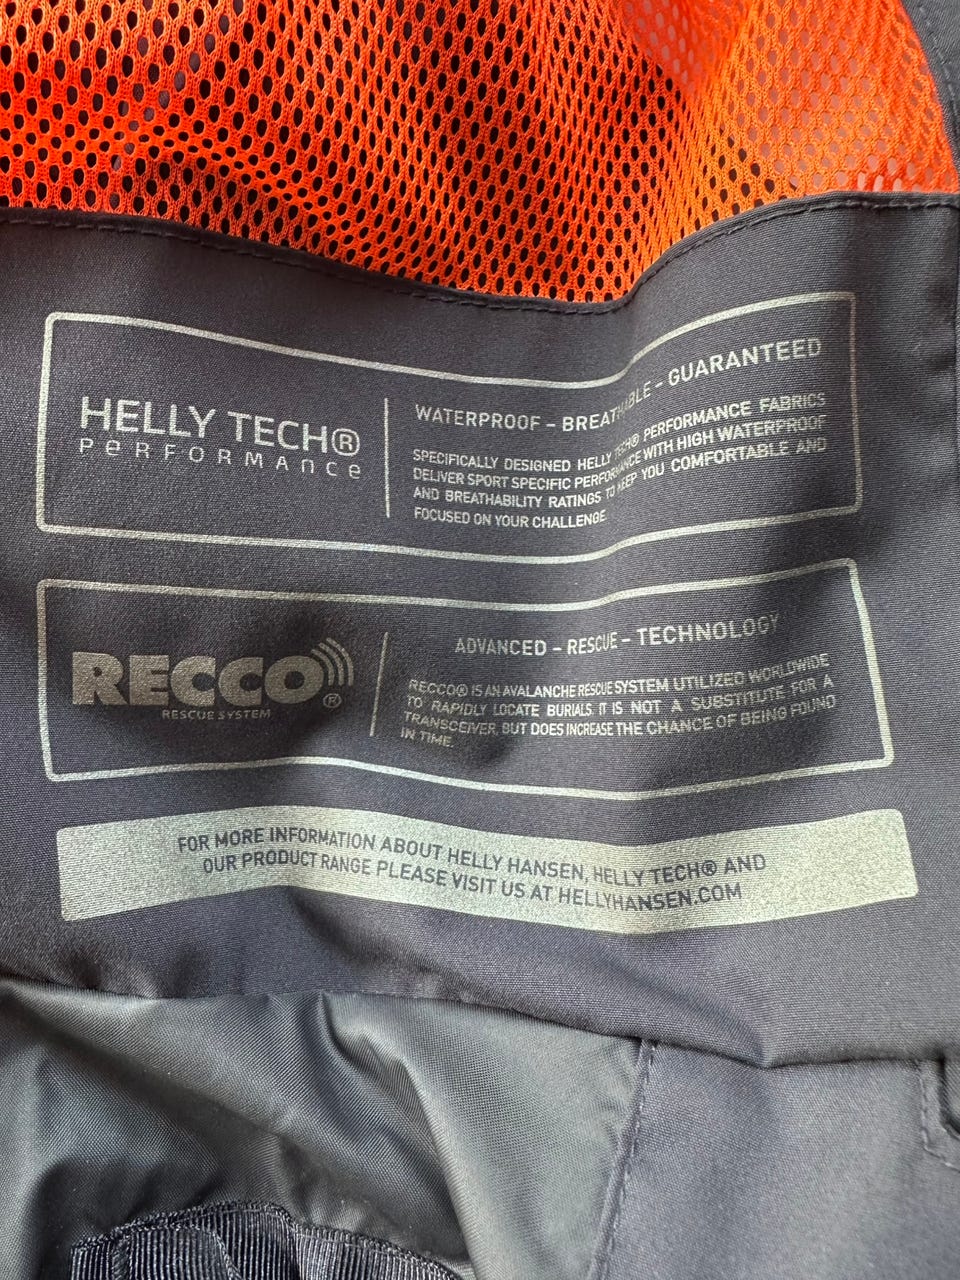 HELLY TECH®
PERFORMANCE
WATERPROOF - BREATHABLE - GUARANTEED
SPECIFICALLY DESIGNED HELLY TECH® PERFORMANCE FABRICS
DELIVER SPORT SPECIFIC PERFORMANCE WITH HIGH WATERPROOF
AND BREATHABILITY RATINGS TO KEEP YOU COMFORTABLE AND
FOCUSED ON YOUR CHALLENGE.
RECCO®
RESCUE SYSTEM
ADVANCED - RESCUE - TECHNOLOGY
RECCO® IS AN AVALANCHE RESCUE SYSTEM UTILIZED WORLDWIDE
TO RAPIDLY LOCATE BURIALS. IT IS NOT A SUBSTITUTE FOR A
TRANSCEIVER, BUT DOES INCREASE THE CHANCE OF BEING FOUND
IN TIME.
FOR MORE INFORMATION ABOUT HELLY HANSEN, HELLY TECH® AND
OUR PRODUCT RANGE PLEASE VISIT US AT HELLYHANSEN.COM